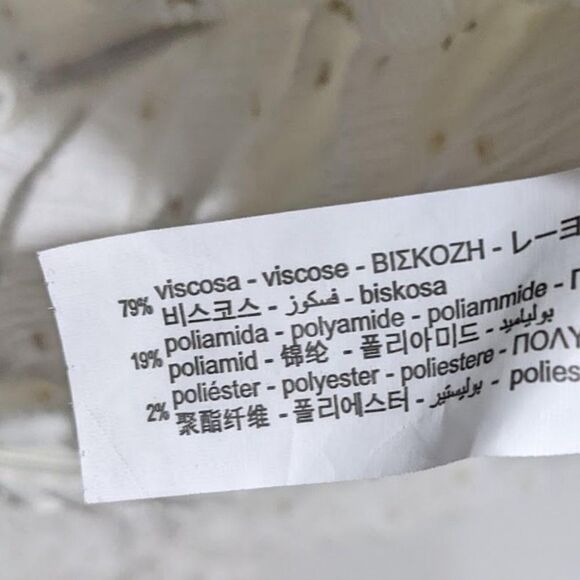 79% viscosa - viscose - ΒΙΣΚΟΖΗ - レーヨ
비스코스 - فسكوز - biskosa
19% poliamida - polyamide - poliammide -
poliamid - 锦纶 - 폴리아미드 - بولياميد
2% poliéster - polyester - poliestere - ΠΟΛΥ
聚酯纤维 - 폴리에스터 - بوليستير - polies